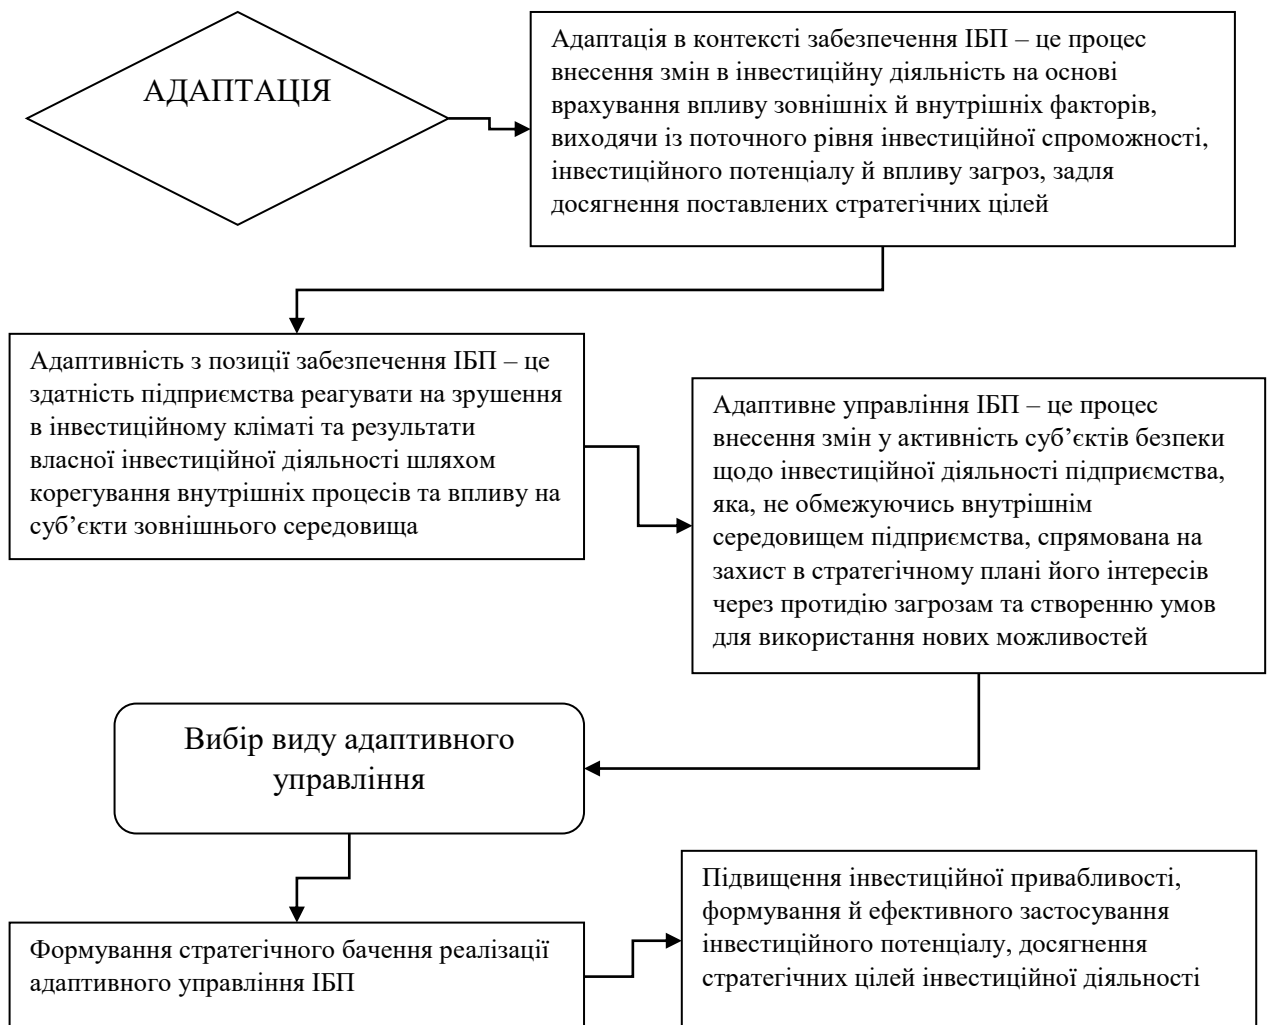 АДАПТАЦІЯ
Адаптація в контексті забезпечення ІБП – це процес
внесення змін в інвестиційну діяльність на основі
врахування впливу зовнішніх й внутрішніх факторів,
виходячи із поточного рівня інвестиційної спроможності,
інвестиційного потенціалу й впливу загроз, задля
досягнення поставлених стратегічних цілей
Адаптивність з позиції забезпечення ІБП – це
здатність підприємства реагувати на зрушення
в інвестиційному кліматі та результати
власної інвестиційної діяльності шляхом
корегування внутрішніх процесів та впливу на
суб’єкти зовнішнього середовища
Адаптивне управління ІБП – це процес
внесення змін у активність суб’єктів безпеки
щодо інвестиційної діяльності підприємства,
яка, не обмежуючись внутрішнім
середовищем підприємства, спрямована на
захист в стратегічному плані його інтересів
через протидію загрозам та створенню умов
для використання нових можливостей
Вибір виду адаптивного
управління
Формування стратегічного бачення реалізації
адаптивного управління ІБП
Підвищення інвестиційної привабливості,
формування й ефективного застосування
інвестиційного потенціалу, досягнення
стратегічних цілей інвестиційної діяльності